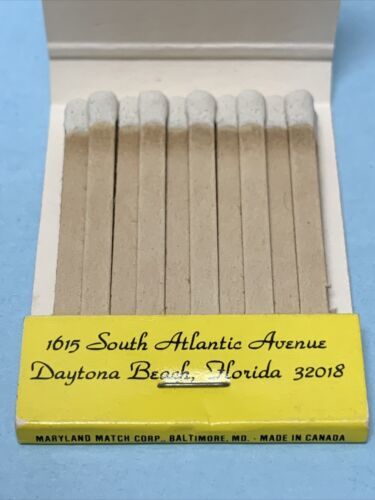 1615 South Atlantic Avenue
Daytona Beach, Florida 32018
MARYLAND MATCH CORP., BALTIMORE, MD. - MADE IN CANADA